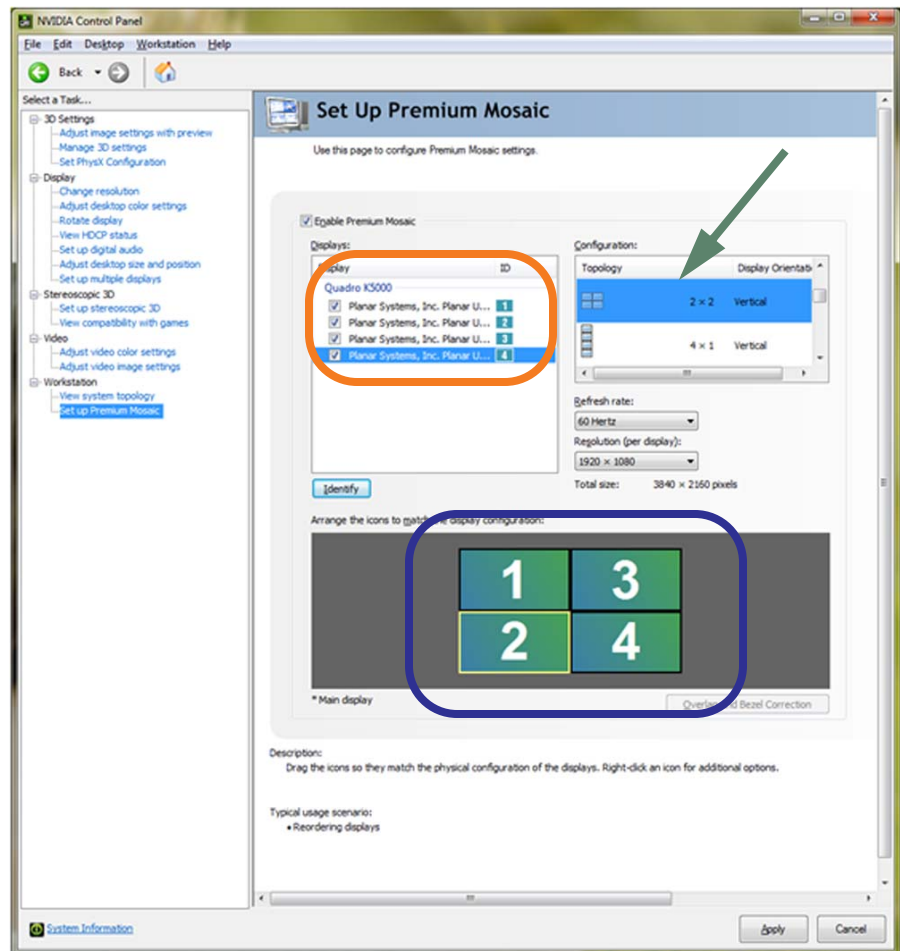 NVIDIA Control Panel
File Edit Desktop Workstation Help
Back
Select a Task...
3D Settings
Adjust image settings with preview
Manage 3D settings
Set PhysX Configuration
Display
Change resolution
Adjust desktop color settings
Rotate display
View HDCP status
Set up digital audio
Adjust desktop size and position
Set up multiple displays
Stereoscopic 3D
Set up stereoscopic 3D
View compatibility with games
Video
Adjust video color settings
Adjust video image settings
Workstation
View system topology
Set up Premium Mosaic
System Information
Set Up Premium Mosaic
Use this page to configure Premium Mosaic settings.
Enable Premium Mosaic
Displays:
Display ID
Quadro K5000
Planar Systems, Inc. Planar U... 1
Planar Systems, Inc. Planar U... 2
Planar Systems, Inc. Planar U... 3
Planar Systems, Inc. Planar U... 4
Identify
Configuration:
Topology Display Orientati
2 × 2 Vertical
4 × 1 Vertical
Refresh rate:
60 Hertz
Resolution (per display):
1920 × 1080
Total size: 3840 × 2160 pixels
Arrange the icons to match the display configuration:
1 3
2 4
* Main display
Overlap and Bezel Correction
Description:
Drag the icons so they match the physical configuration of the displays. Right-click an icon for additional options.
Typical usage scenario:
• Reordering displays
Apply Cancel